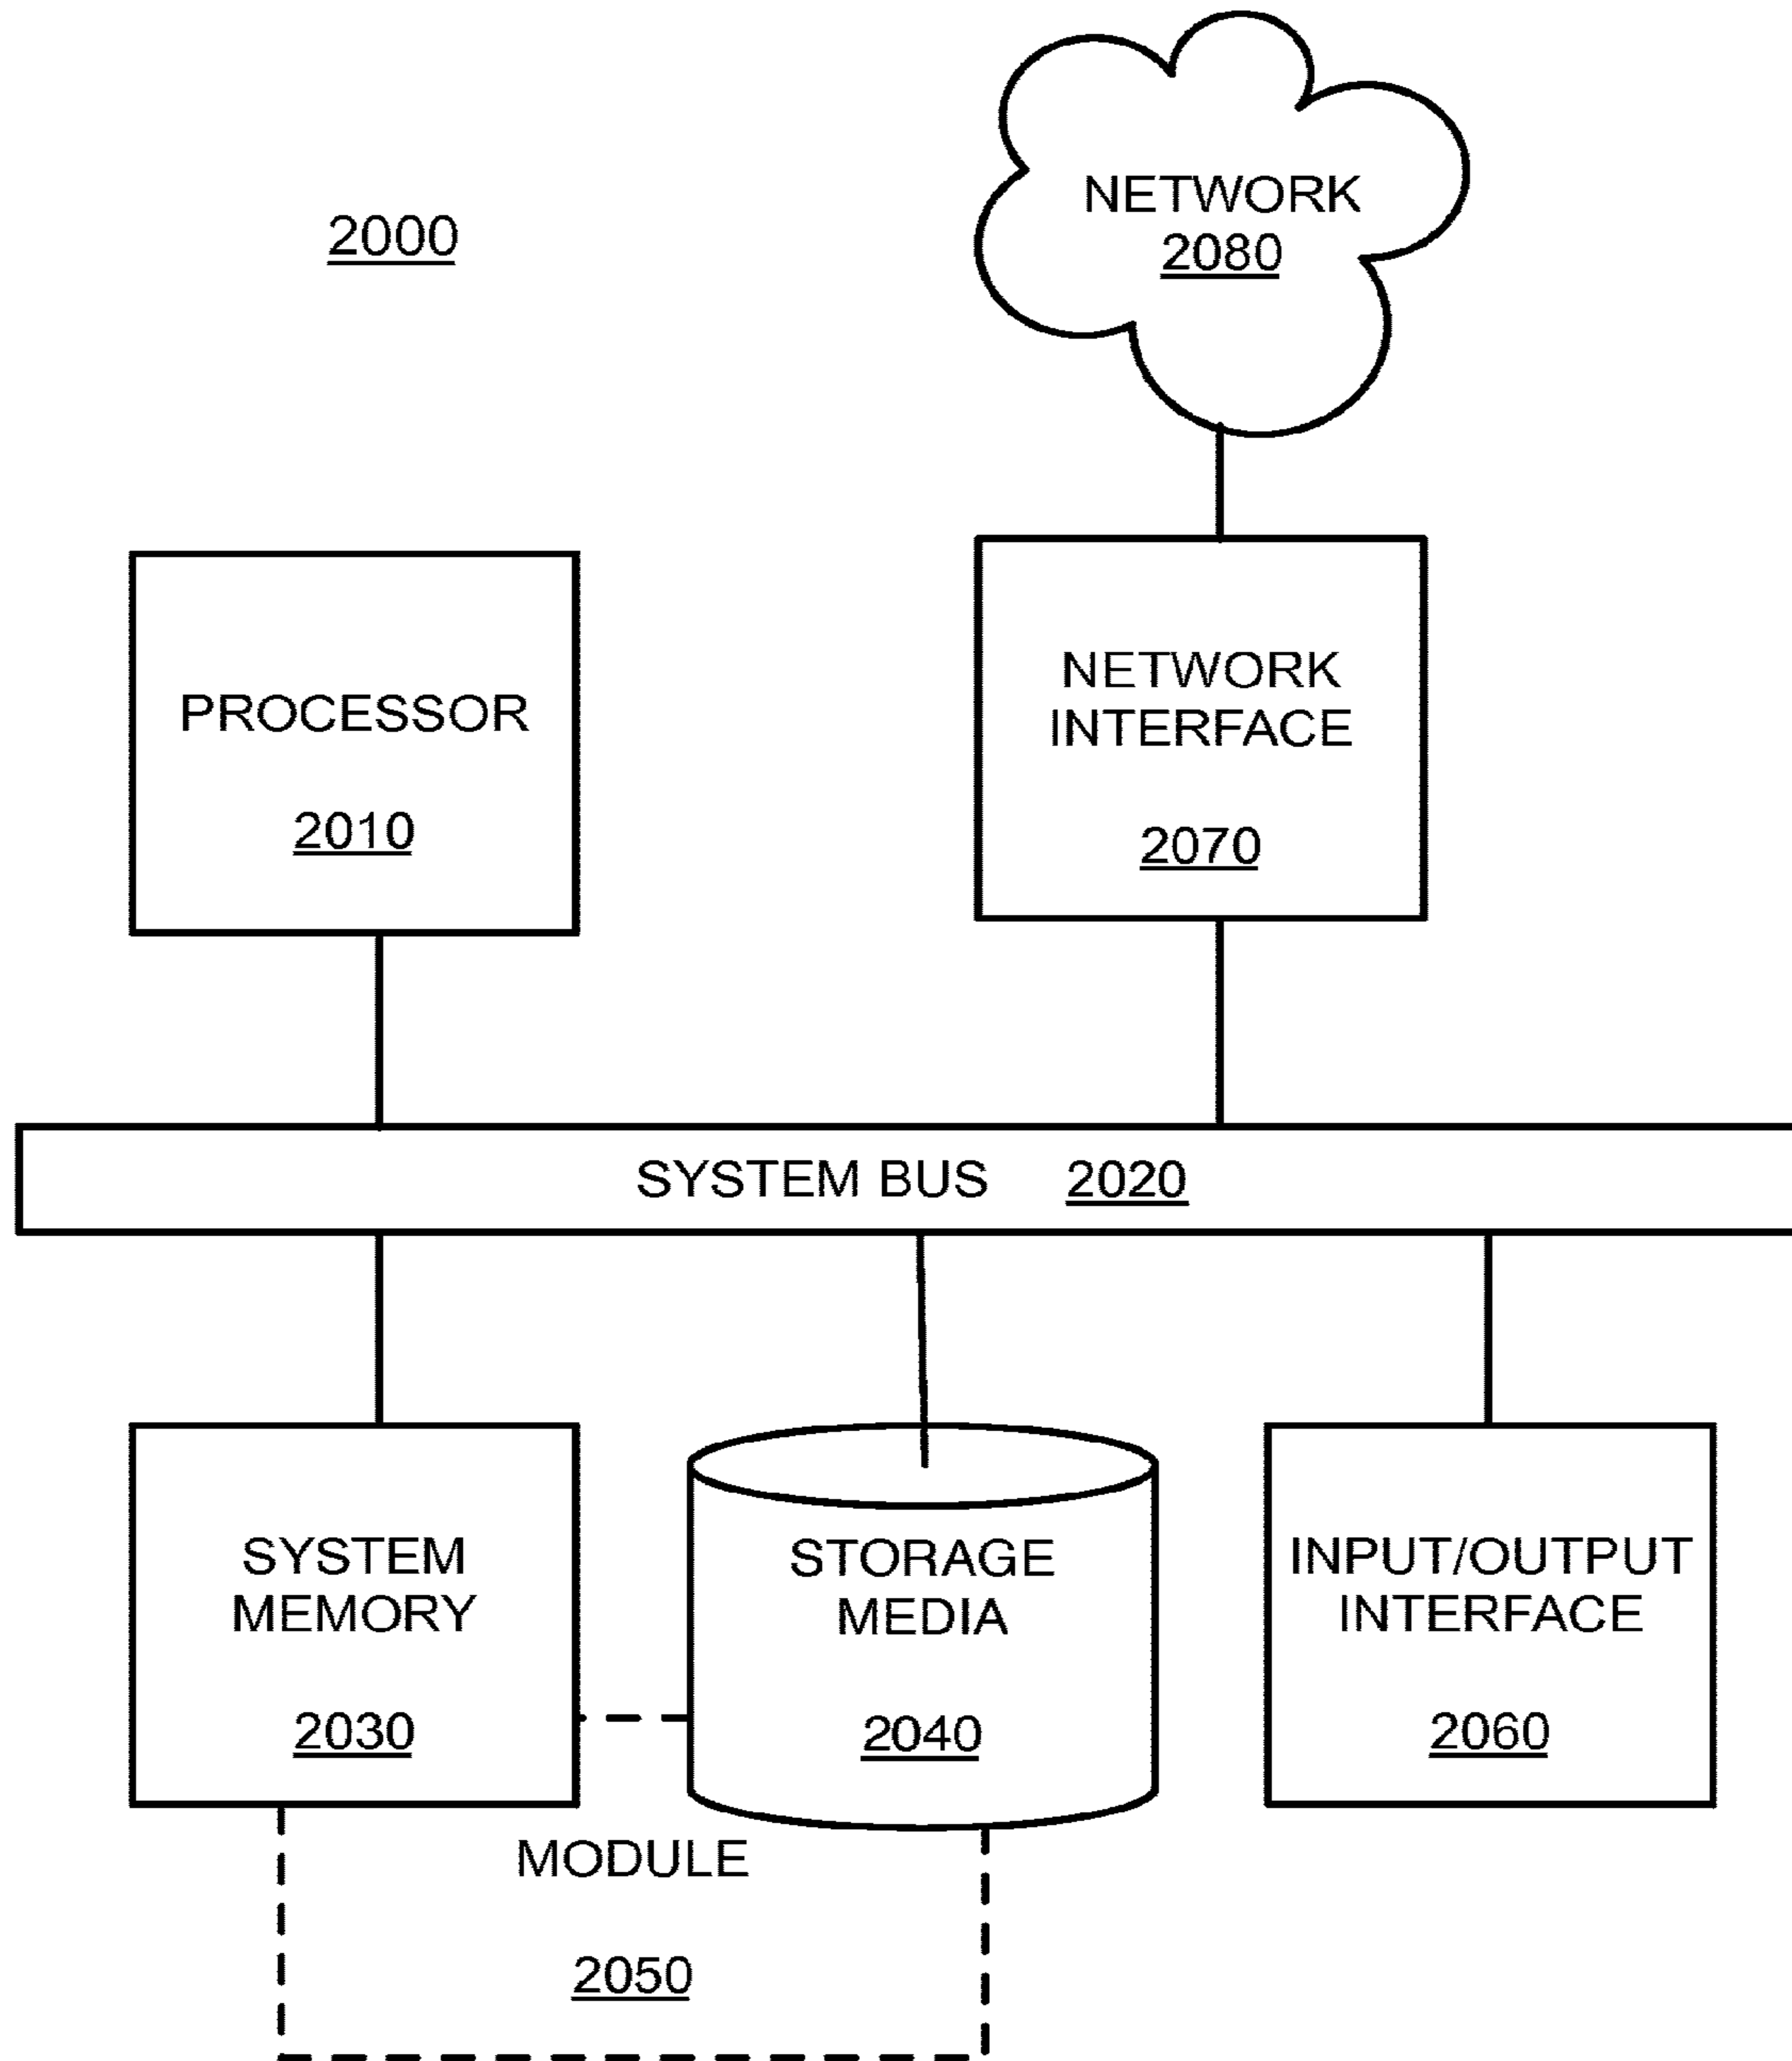 2000
NETWORK
2080
PROCESSOR
2010
NETWORK
INTERFACE
2070
SYSTEM BUS 2020
SYSTEM
MEMORY
2030
STORAGE
MEDIA
2040
INPUT/OUTPUT
INTERFACE
2060
MODULE
2050